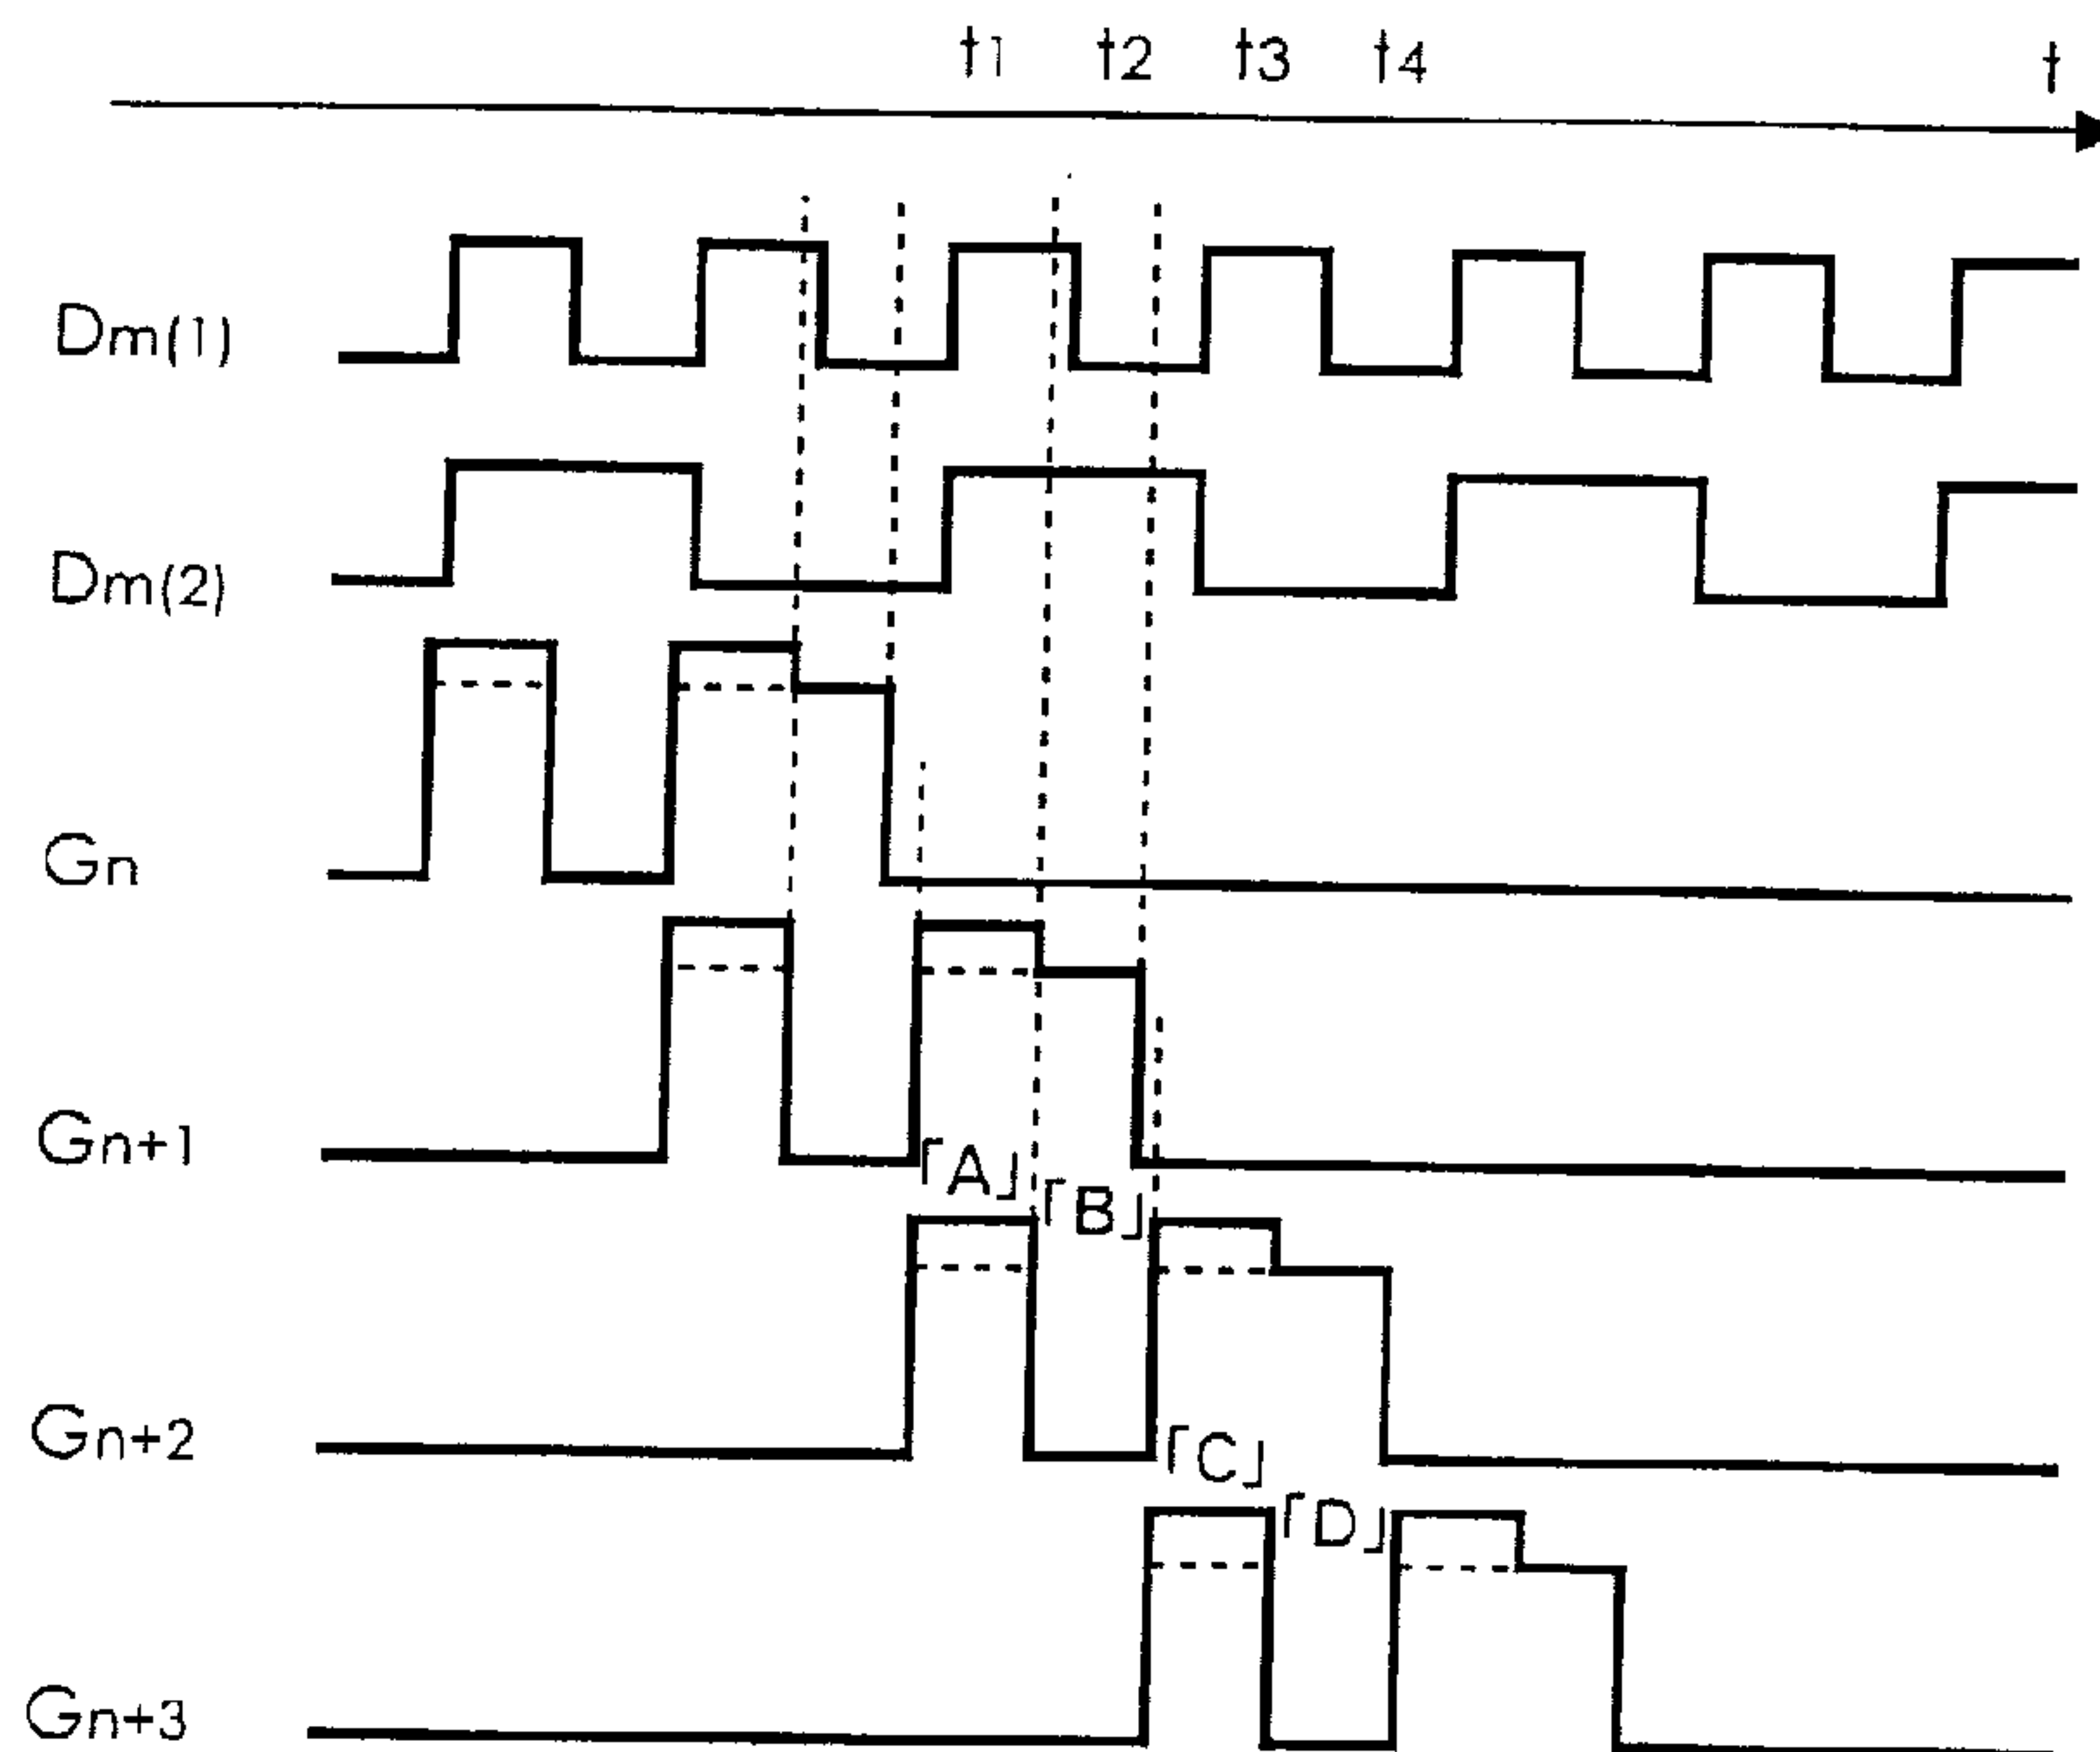 t1 t2 t3 t4 t
Dm(1)
Dm(2)
Gn
Gn+1
「A」
「B」
Gn+2
「C」
「D」
Gn+3